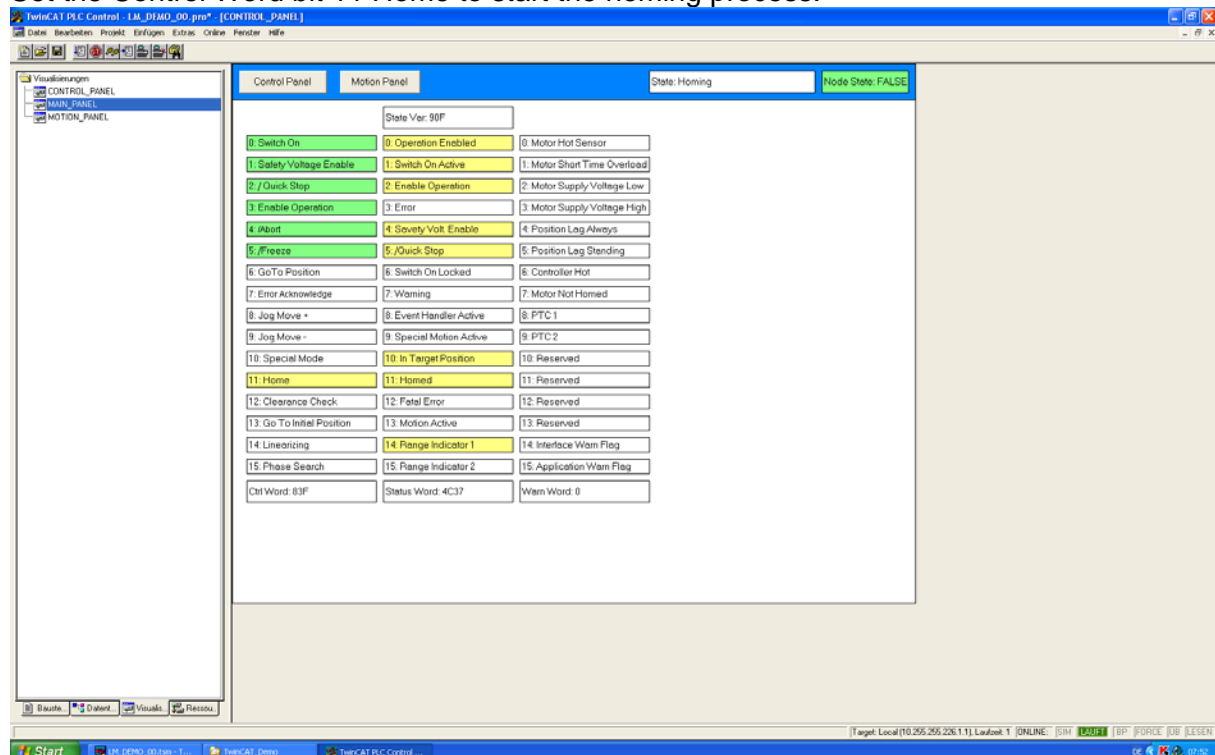 Set the Control Word bit 11 Home to start the homing process.
TwinCAT PLC Control - LM_DEMO_00.pro* - [CONTROL_PANEL]
Datei Bearbeiten Projekt Einfügen Extras Online Fenster Hilfe
Visualisierungen
CONTROL_PANEL
MAIN_PANEL
MOTION_PANEL
Control Panel Motion Panel State: Homing Node State: FALSE
State Var: 90F
0: Switch On 0: Operation Enabled 0: Motor Hot Sensor
1: Safety Voltage Enable 1: Switch On Active 1: Motor Short Time Overload
2: / Quick Stop 2: Enable Operation 2: Motor Supply Voltage Low
3: Enable Operation 3: Error 3: Motor Supply Voltage High
4: /Abort 4: Savety Volt. Enable 4: Position Lag Always
5: /Freeze 5: /Quick Stop 5: Position Lag Standing
6: GoTo Position 6: Switch On Locked 6: Controller Hot
7: Error Acknowledge 7: Warning 7: Motor Not Homed
8: Jog Move + 8: Event Handler Active 8: PTC 1
9: Jog Move - 9: Special Motion Active 9: PTC 2
10: Special Mode 10: In Target Position 10: Reserved
11: Home 11: Homed 11: Reserved
12: Clearance Check 12: Fatal Error 12: Reserved
13: Go To Initial Position 13: Motion Active 13: Reserved
14: Linearizing 14: Range Indicator 1 14: Interface Warn Flag
15: Phase Search 15: Range Indicator 2 15: Application Warn Flag
Ctrl Word: 83F Status Word: 4C37 Warn Word: 0
Bauste... Datent... Visualis... Ressou...
Target: Local (10.255.255.226.1.1), Laufzeit: 1 ONLINE: SIM LÄUFT BP FORCE UB LESEN
Start LM_DEMO_00.tsm - T... TwinCAT Demo TwinCAT PLC Control ... DE 07:52